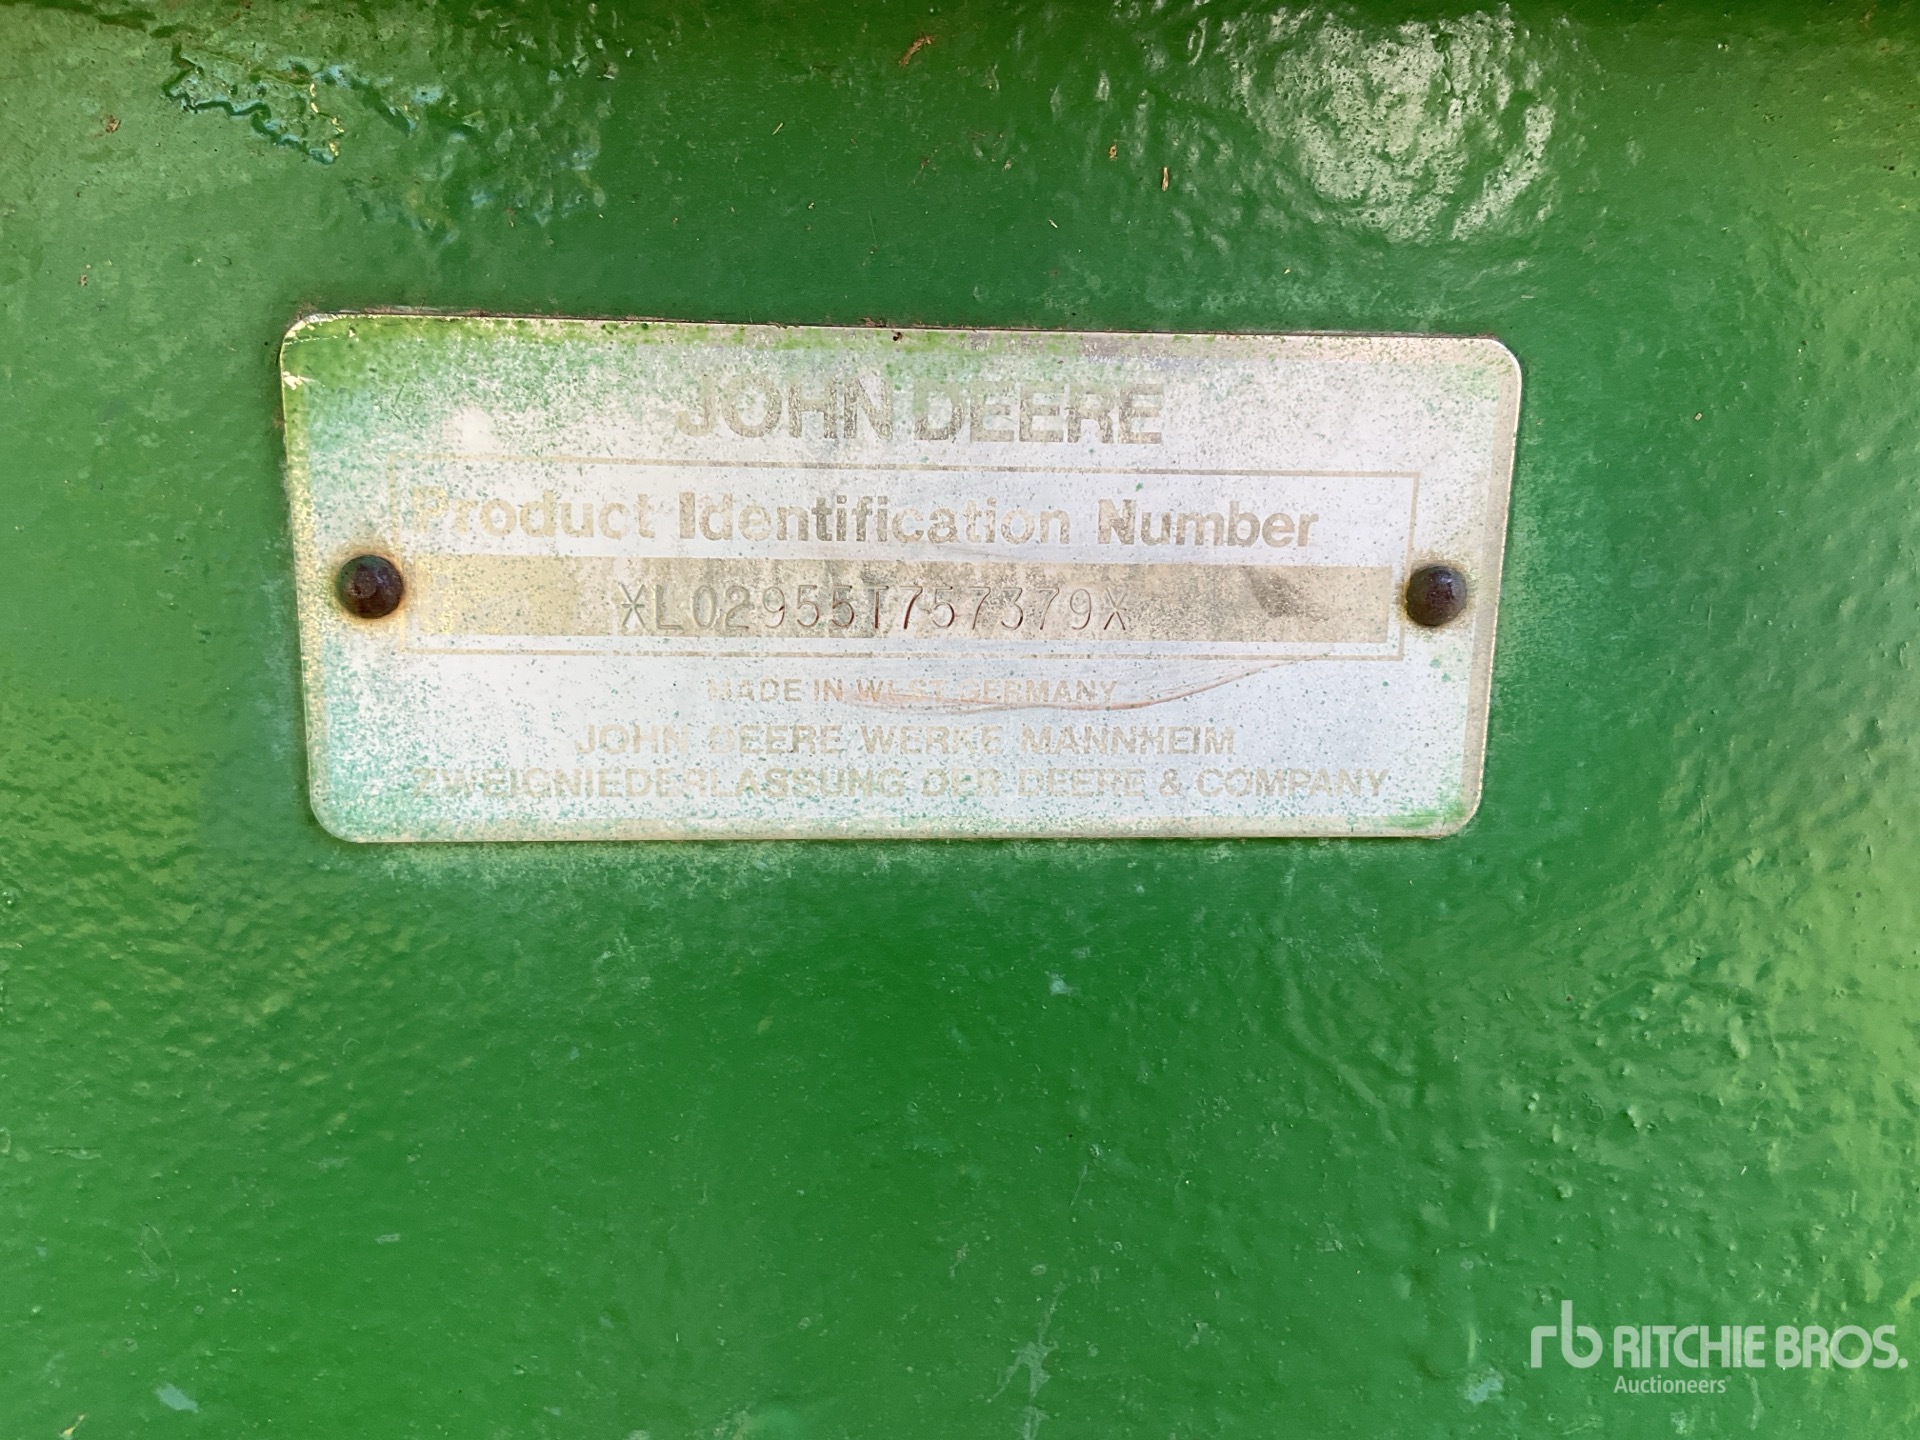 JOHN DEERE
Product Identification Number
*L02955T757379*
MADE IN WEST GERMANY
JOHN DEERE WERKE MANNHEIM
ZWEIGNIEDERLASSUNG DER DEERE & COMPANY
rb RITCHIE BROS.
Auctioneers